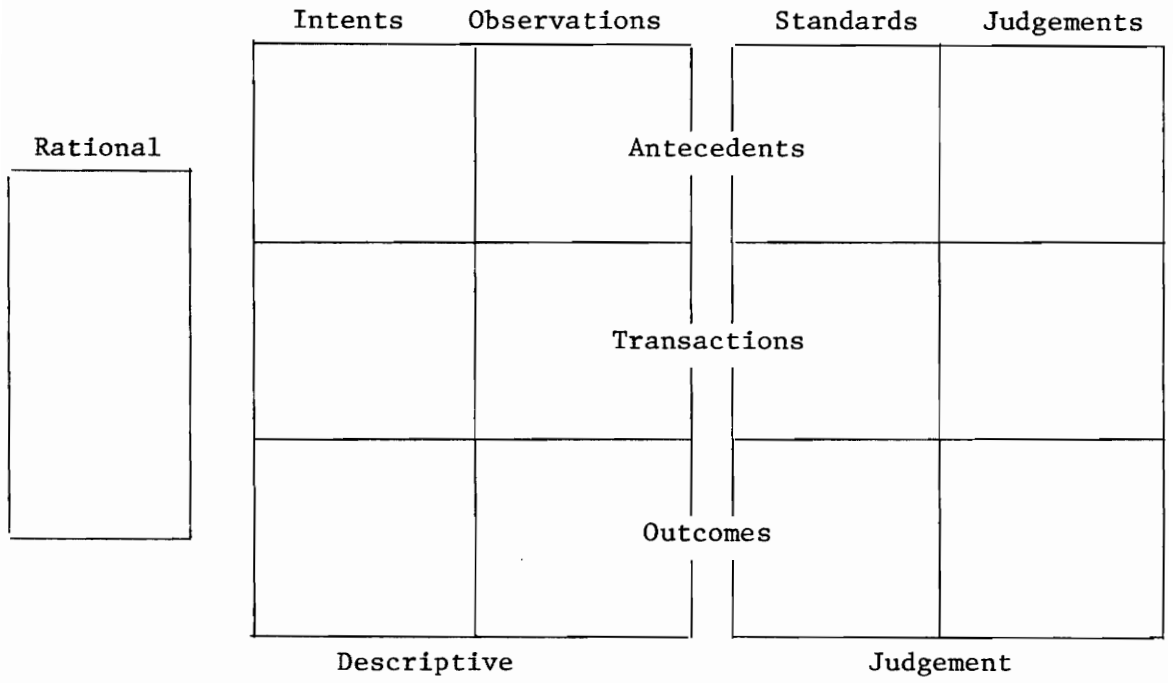 Intents Observations Standards Judgements
Rational
Antecedents
Transactions
Outcomes
Descriptive Judgement